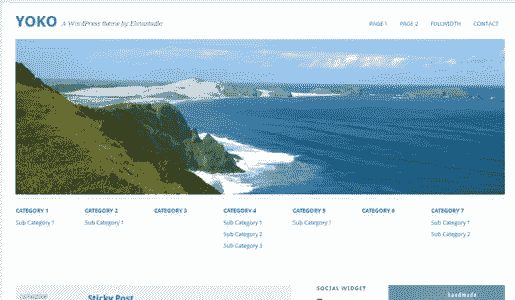 YOKO A WordPress theme by Elmastudio
PAGE 1 PAGE 2 FULLWIDTH CONTACT
CATEGORY 1 CATEGORY 2 CATEGORY 3 CATEGORY 4 CATEGORY 5 CATEGORY 6 CATEGORY 7
Sub Category 1 Sub Category 1 Sub Category 1 Sub Category 1 Sub Category 1
Sub Category 2 Sub Category 2
Sub Category 3
SOCIAL WIDGET
Sticky Post
handmade